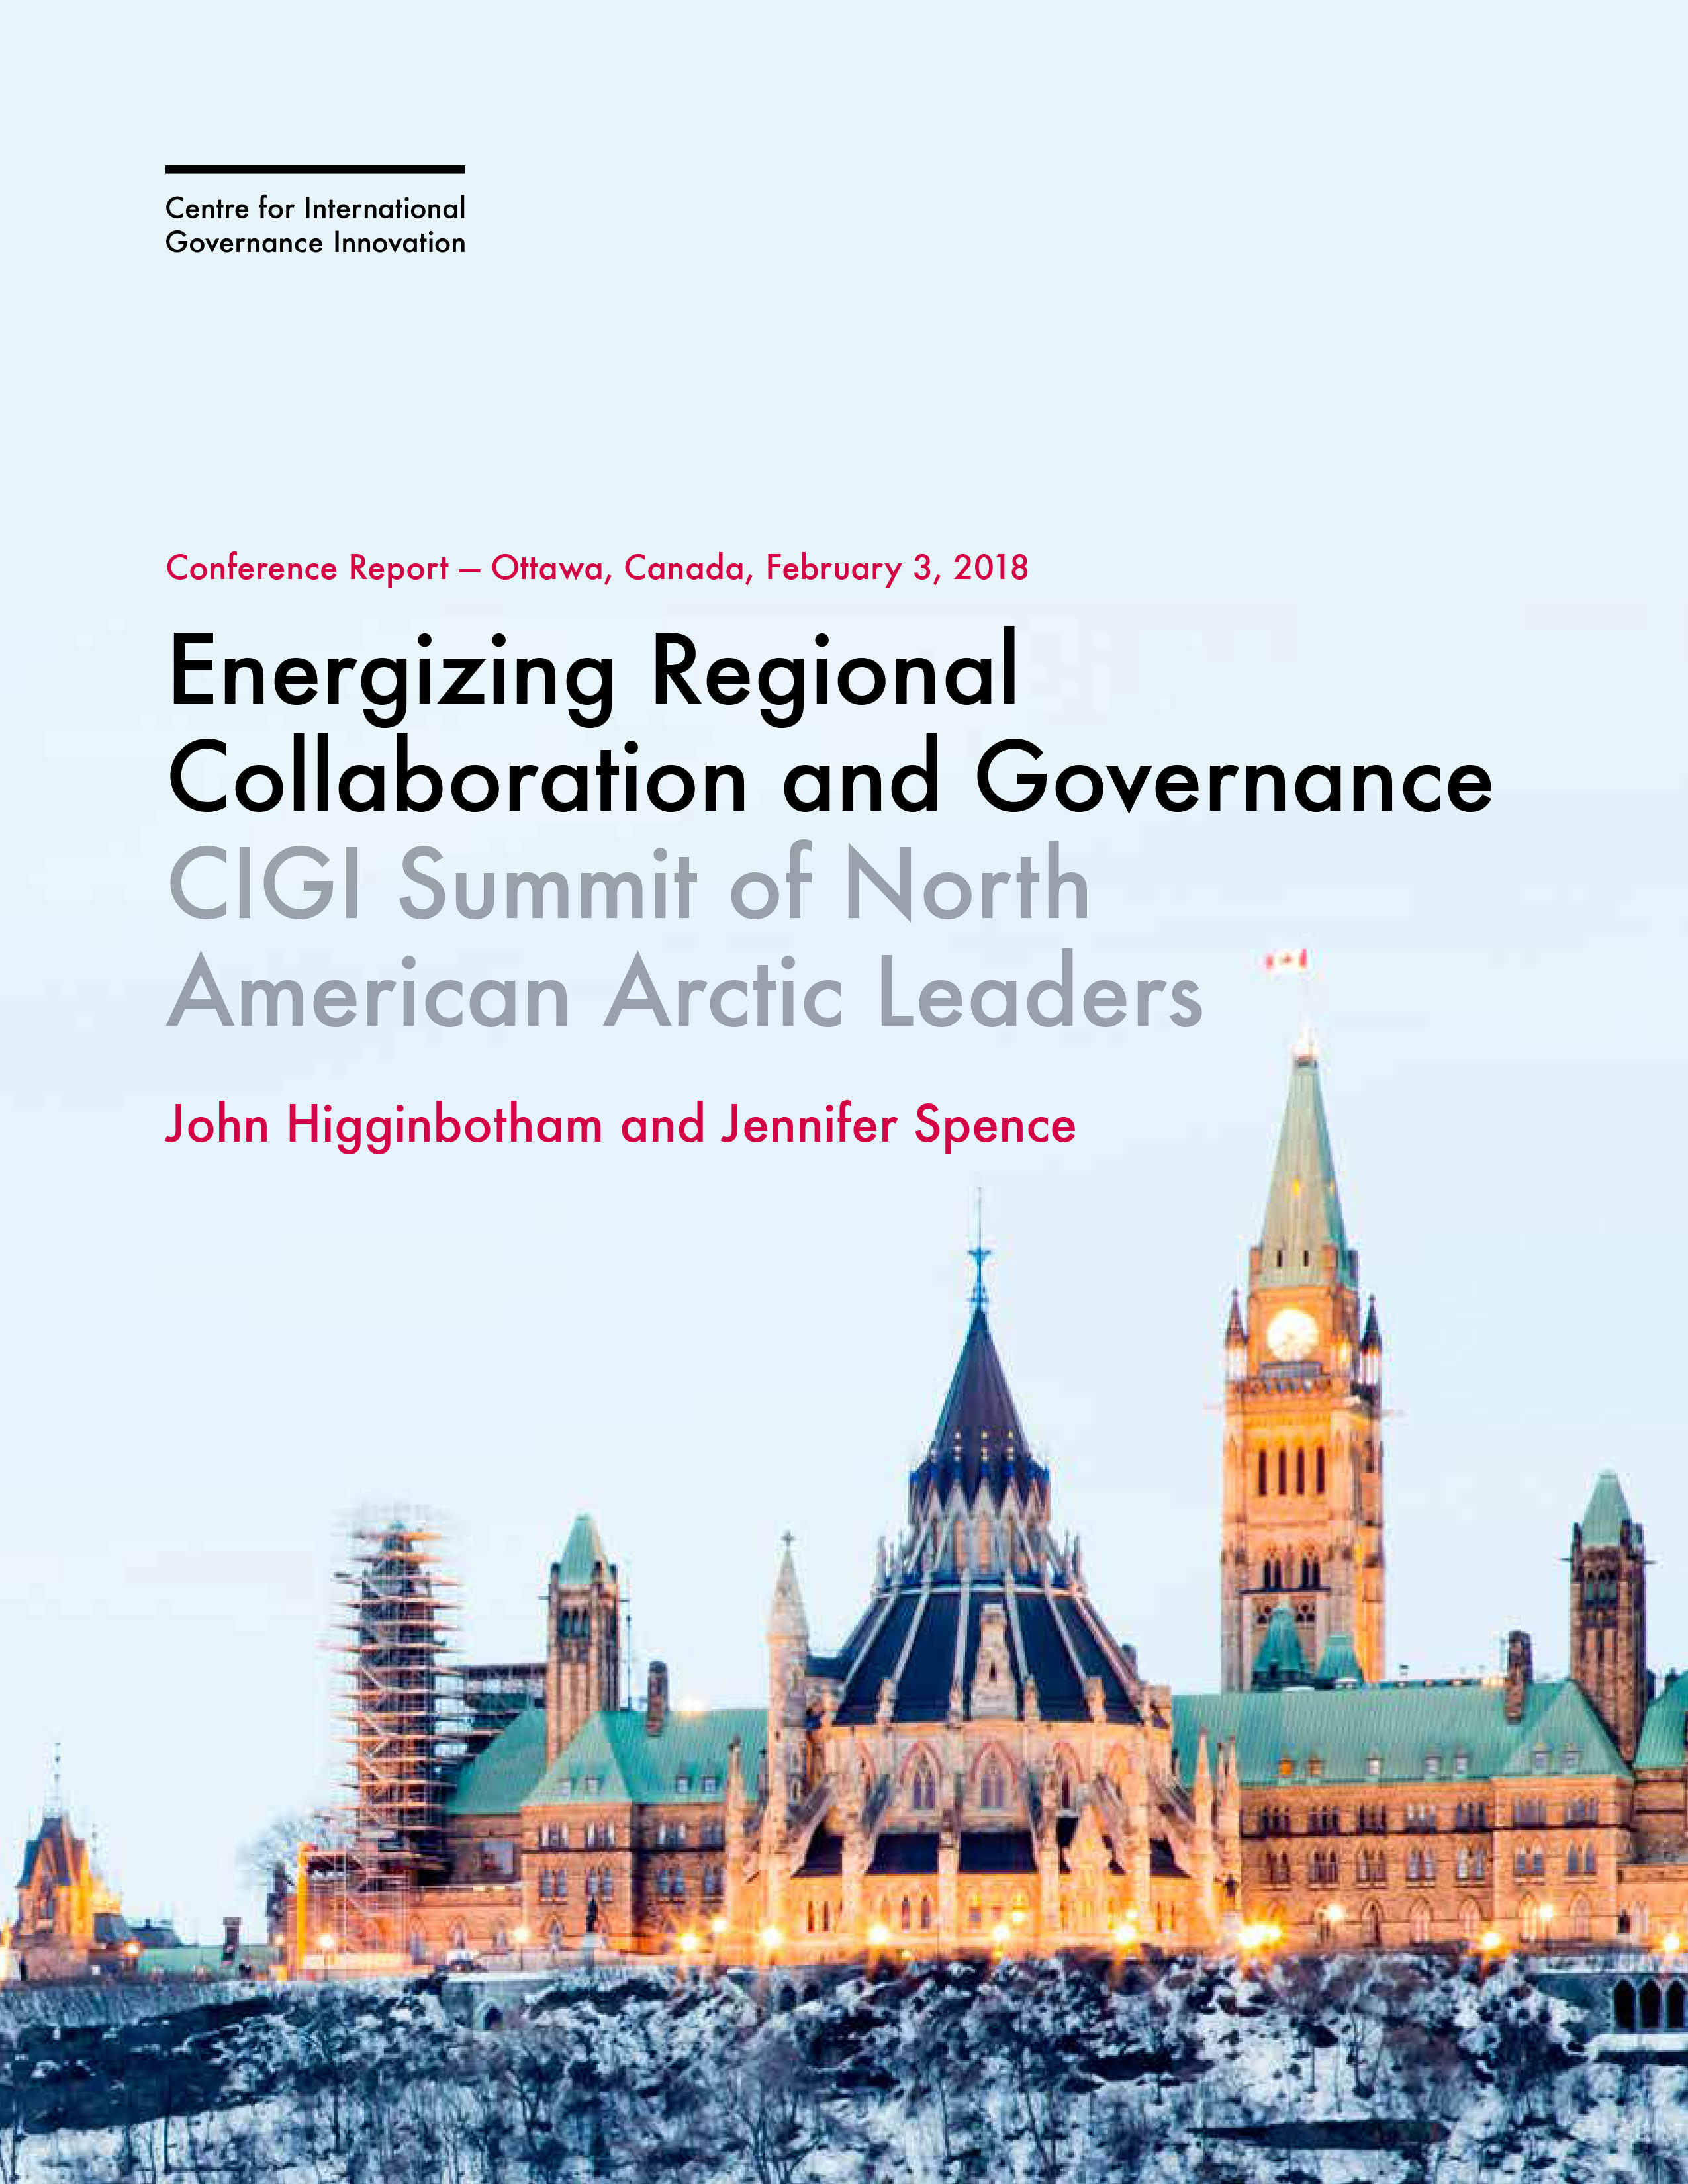 Centre for International
Governance Innovation
Conference Report — Ottawa, Canada, February 3, 2018
Energizing Regional
Collaboration and Governance
CIGI Summit of North
American Arctic Leaders
John Higginbotham and Jennifer Spence